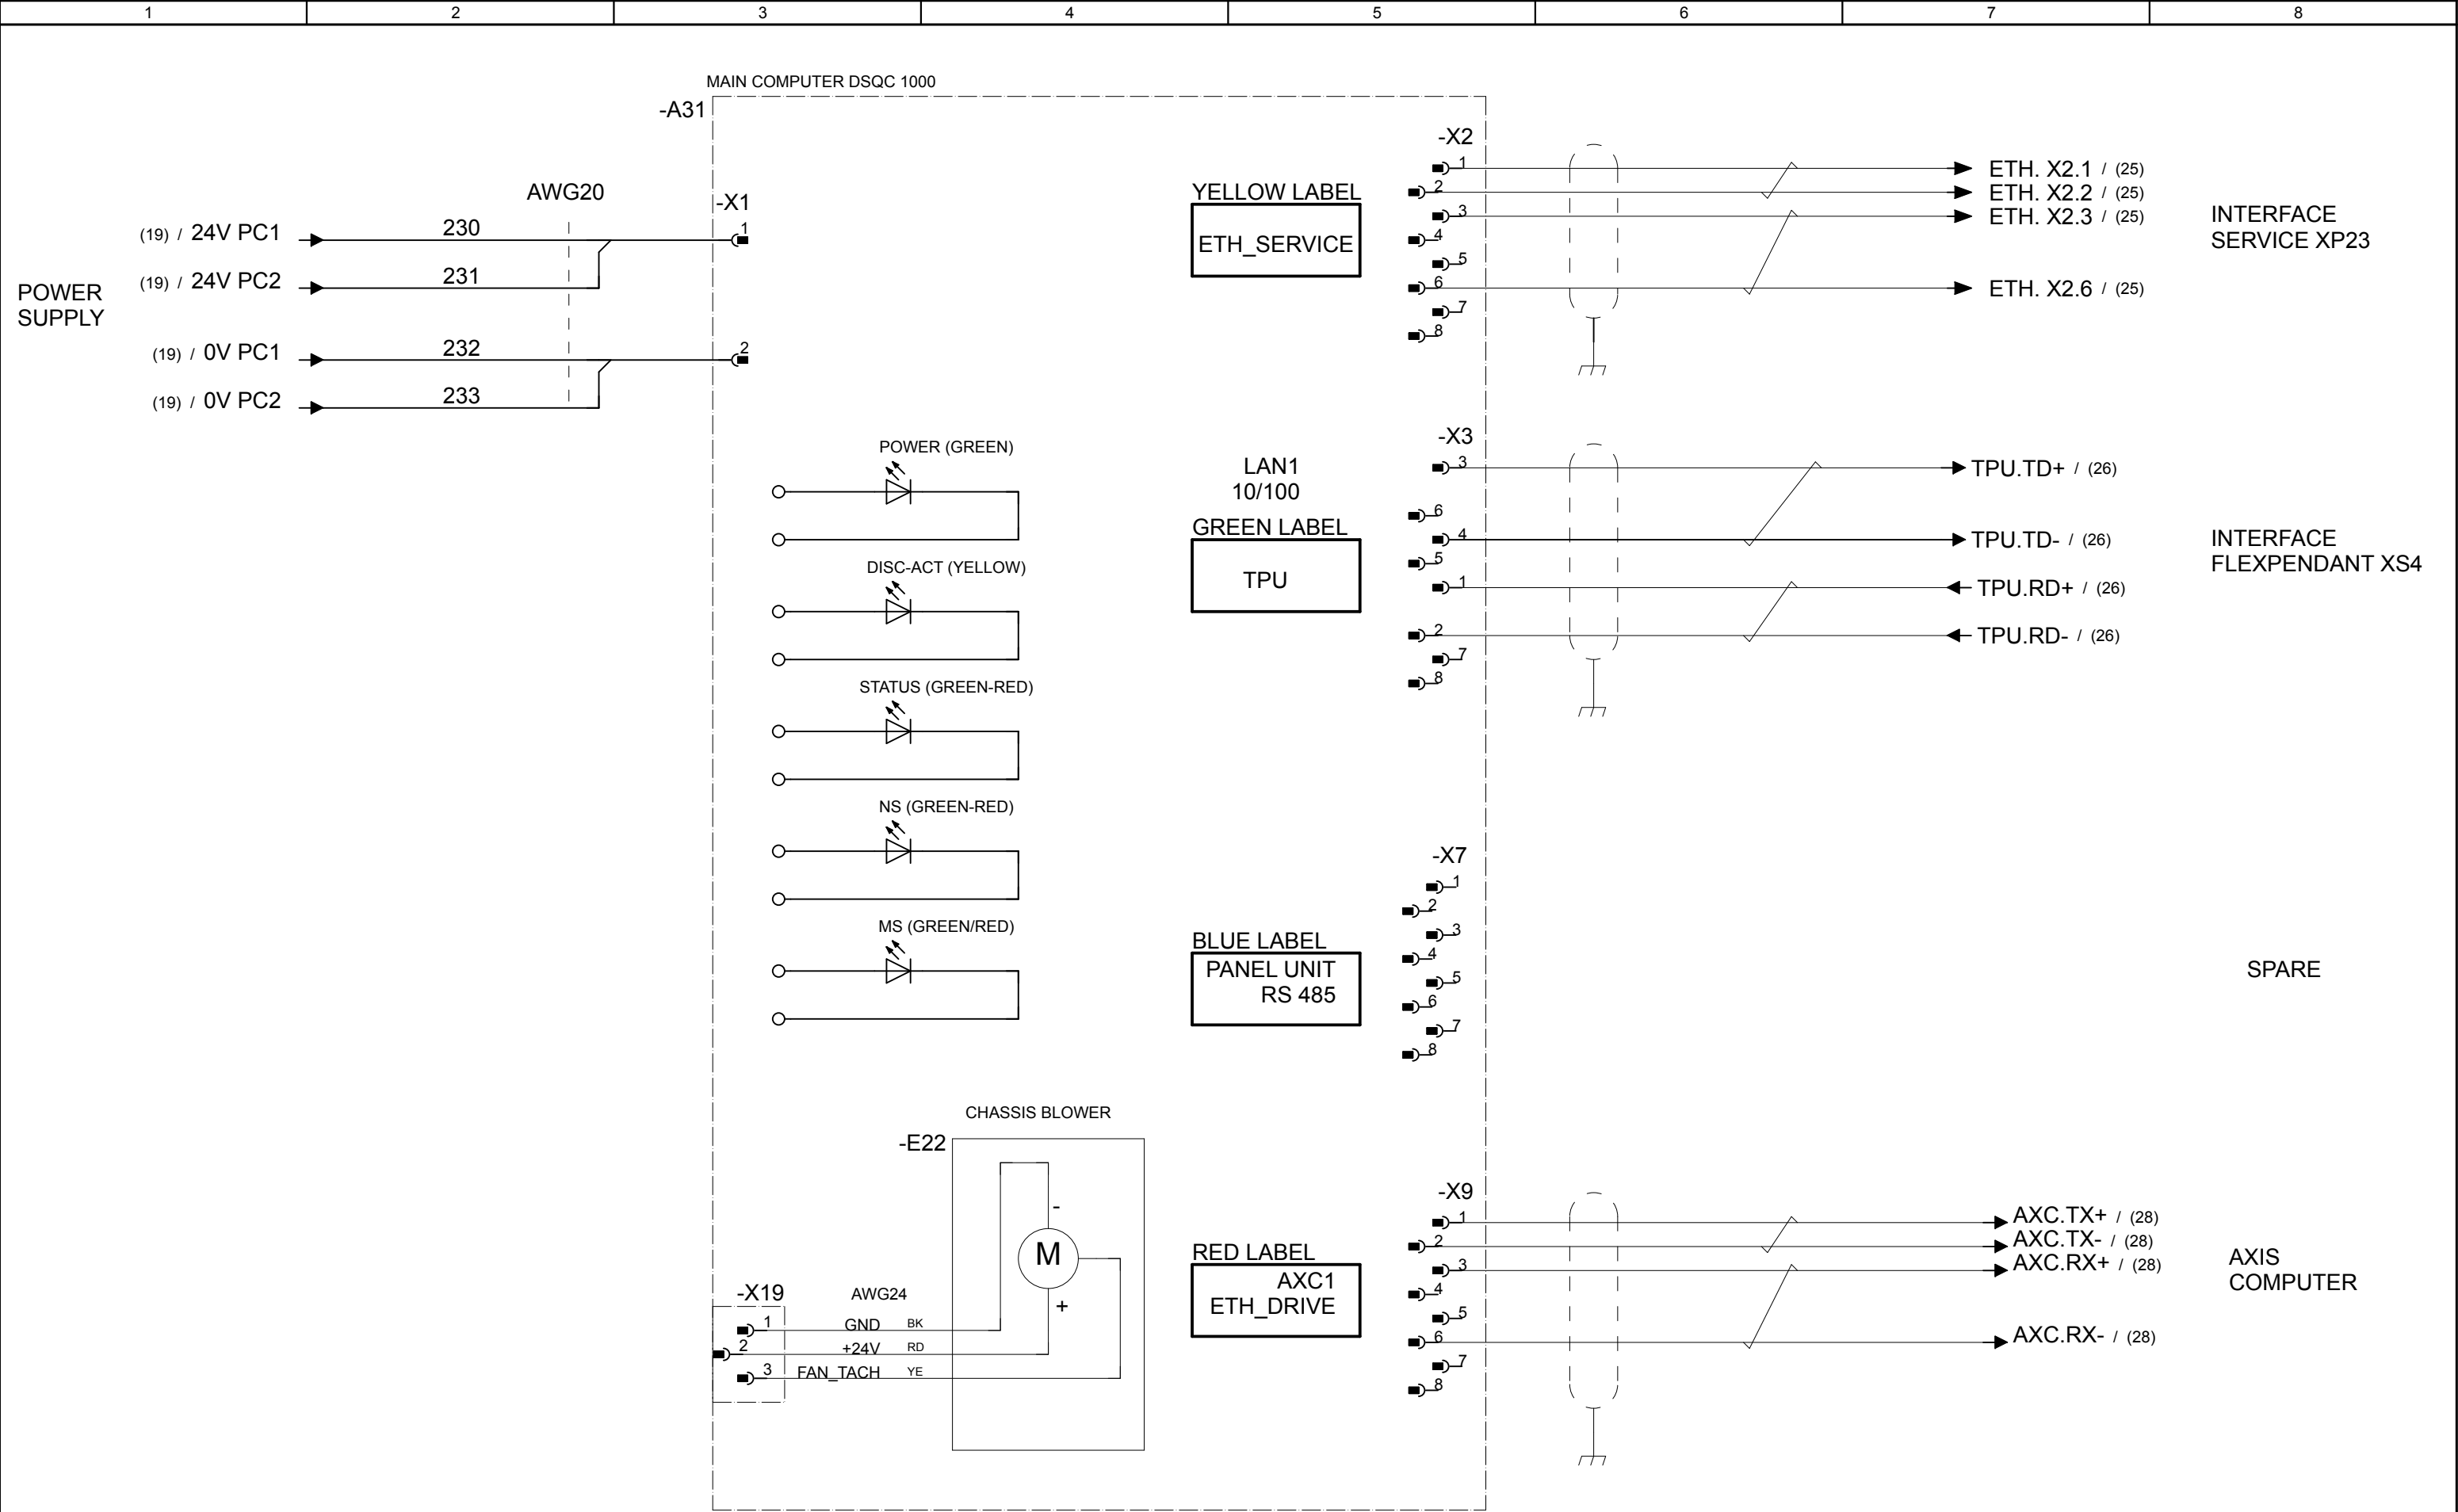 1 2 3 4 5 6 7 8
MAIN COMPUTER DSQC 1000
-A31
POWER
SUPPLY
AWG20
(19) / 24V PC1 230
(19) / 24V PC2 231
(19) / 0V PC1 232
(19) / 0V PC2 233
-X1
1
2
POWER (GREEN)
DISC-ACT (YELLOW)
STATUS (GREEN-RED)
NS (GREEN-RED)
MS (GREEN/RED)
CHASSIS BLOWER
-E22
-
M
+
-X19
AWG24
1 GND BK
2 +24V RD
3 FAN_TACH YE
YELLOW LABEL
ETH_SERVICE
-X2
1 ETH. X2.1 / (25)
2 ETH. X2.2 / (25)
3 ETH. X2.3 / (25)
4
5
6 ETH. X2.6 / (25)
7
8
INTERFACE
SERVICE XP23
LAN1
10/100
GREEN LABEL
TPU
-X3
3 TPU.TD+ / (26)
6
4 TPU.TD- / (26)
5
1 TPU.RD+ / (26)
2 TPU.RD- / (26)
7
8
INTERFACE
FLEXPENDANT XS4
BLUE LABEL
PANEL UNIT
RS 485
-X7
1
2
3
4
5
6
7
8
SPARE
RED LABEL
AXC1
ETH_DRIVE
-X9
1 AXC.TX+ / (28)
2 AXC.TX- / (28)
3 AXC.RX+ / (28)
4
5
6 AXC.RX- / (28)
7
8
AXIS
COMPUTER